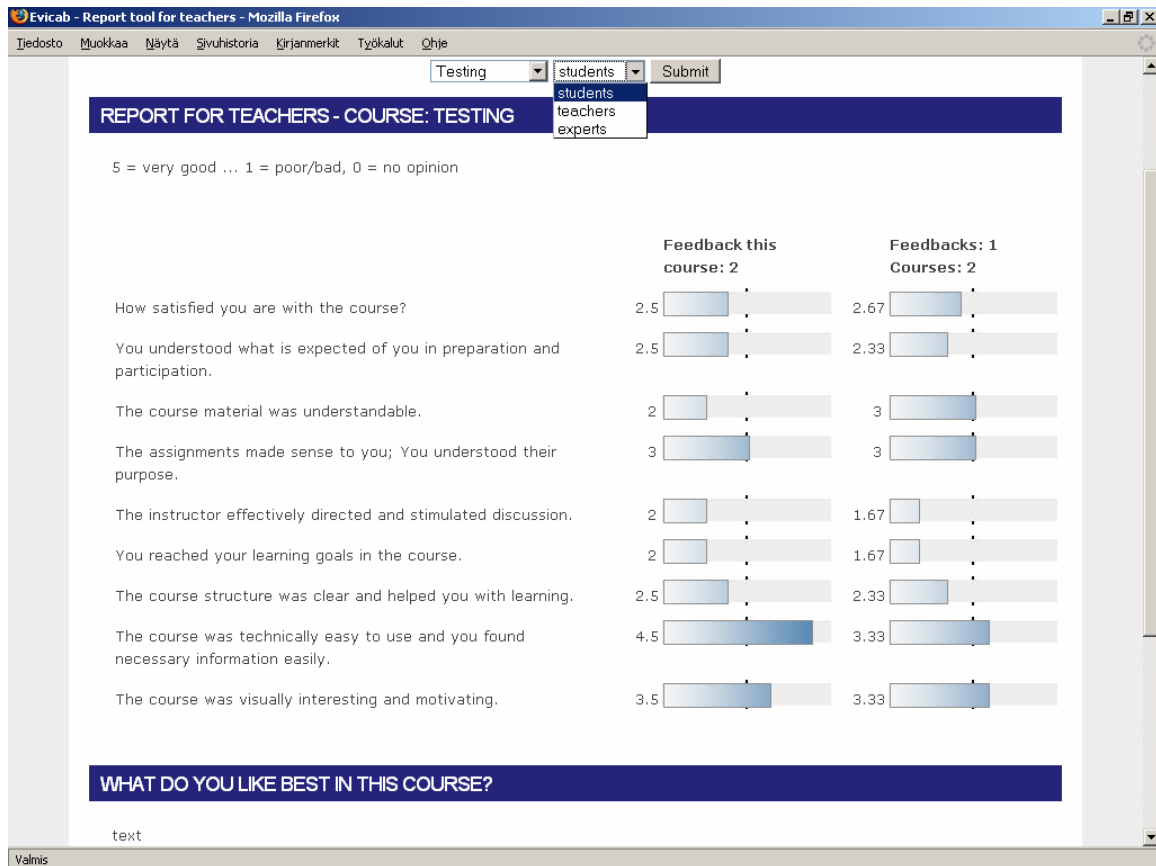 Evicab - Report tool for teachers - Mozilla Firefox
Tiedosto Muokkaa Näytä Sivuhistoria Kirjanmerkit Työkalut Ohje
Testing students Submit
students
teachers
experts
REPORT FOR TEACHERS - COURSE: TESTING
5 = very good ... 1 = poor/bad, 0 = no opinion
Feedback this Feedbacks: 1
course: 2 Courses: 2
How satisfied you are with the course? 2.5 2.67
You understood what is expected of you in preparation and 2.5 2.33
participation.
The course material was understandable. 2 3
The assignments made sense to you; You understood their 3 3
purpose.
The instructor effectively directed and stimulated discussion. 2 1.67
You reached your learning goals in the course. 2 1.67
The course structure was clear and helped you with learning. 2.5 2.33
The course was technically easy to use and you found 4.5 3.33
necessary information easily.
The course was visually interesting and motivating. 3.5 3.33
WHAT DO YOU LIKE BEST IN THIS COURSE?
text
Valmis